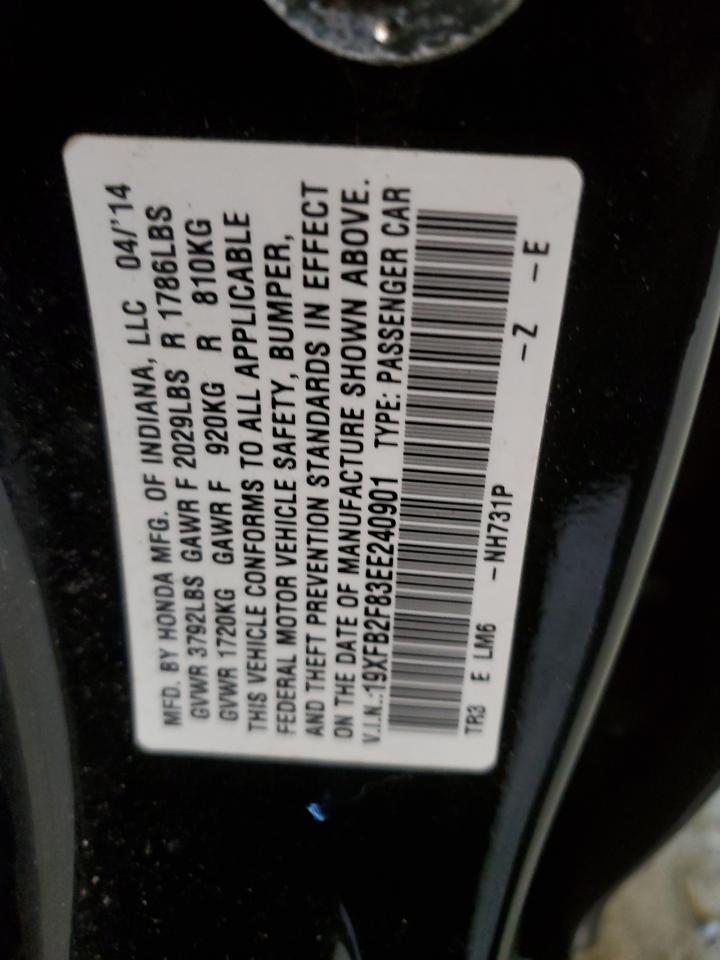 MFD. BY HONDA MFG. OF INDIANA, LLC 04/'14
GVWR 3792LBS GAWR F 2029LBS R 1786LBS
GVWR 1720KG GAWR F 920KG R 810KG
THIS VEHICLE CONFORMS TO ALL APPLICABLE
FEDERAL MOTOR VEHICLE SAFETY, BUMPER,
AND THEFT PREVENTION STANDARDS IN EFFECT
ON THE DATE OF MANUFACTURE SHOWN ABOVE.
V.I.N.:19XFB2F83EE240901 TYPE: PASSENGER CAR
TR3 E LM6 -NH731P -Z -E